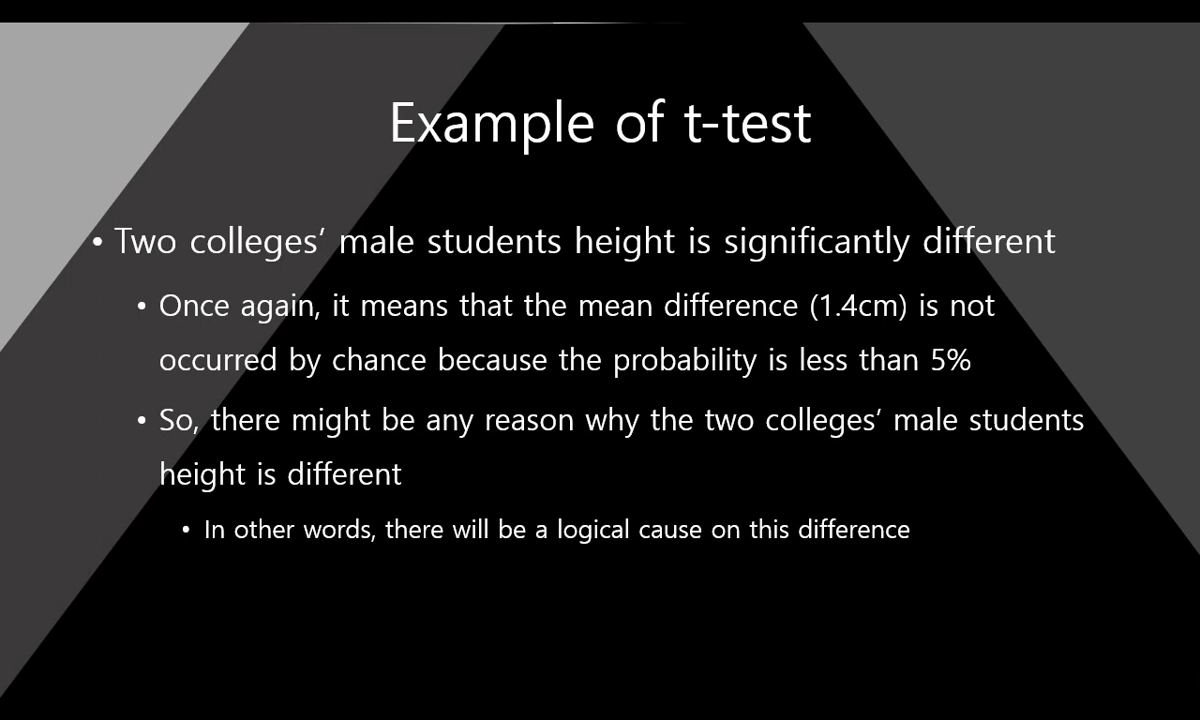 Example of t-test
• Two colleges’ male students height is significantly different
• Once again, it means that the mean difference (1.4cm) is not
occurred by chance because the probability is less than 5%
• So, there might be any reason why the two colleges’ male students
height is different
• In other words, there will be a logical cause on this difference